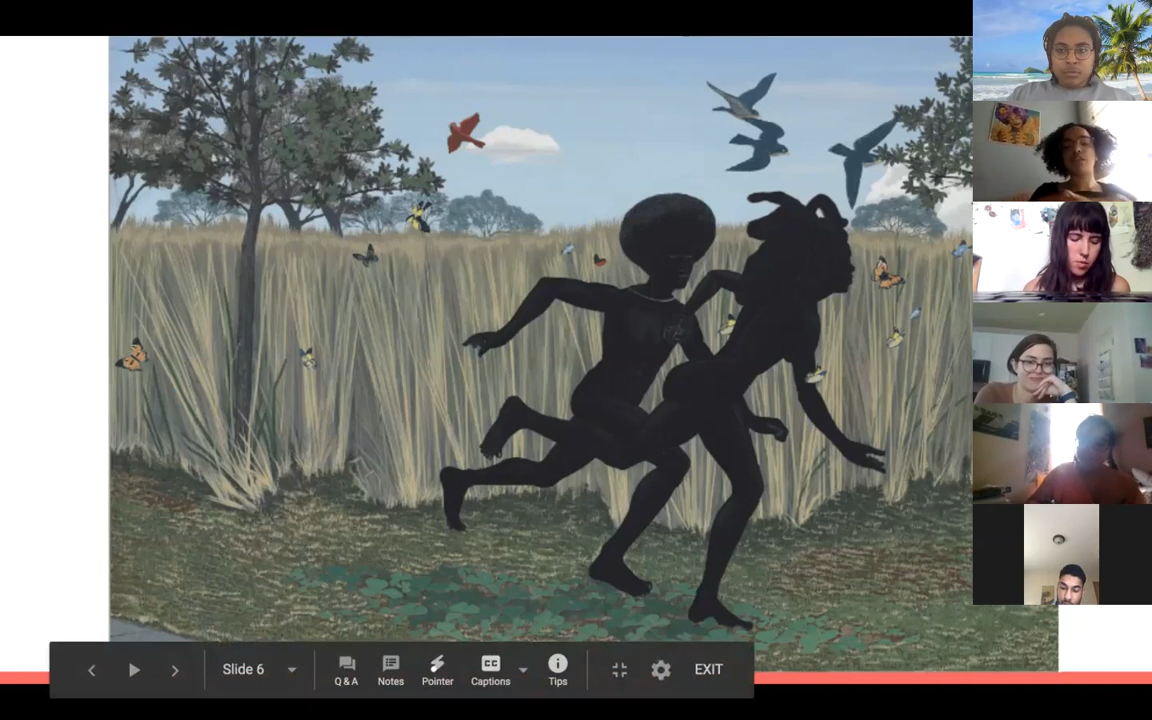 Slide 6
Q & A
Notes
Pointer
CC
Captions
Tips
EXIT